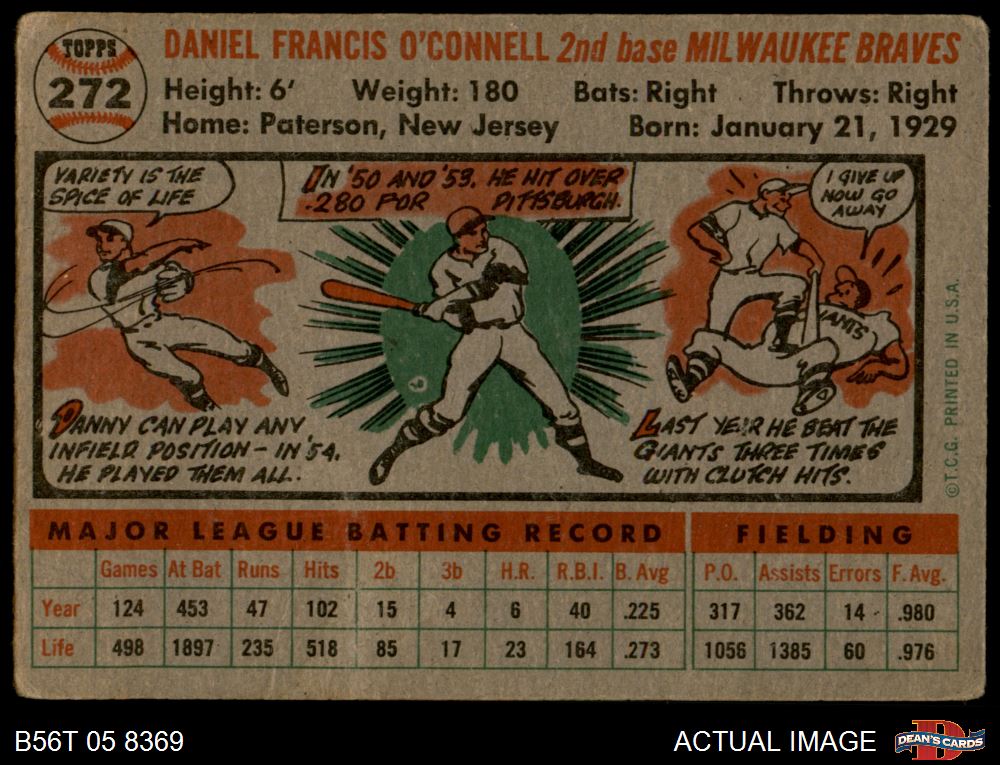 TOPPS
272
DANIEL FRANCIS O'CONNELL 2nd base MILWAUKEE BRAVES
Height: 6' Weight: 180 Bats: Right Throws: Right
Home: Paterson, New Jersey Born: January 21, 1929
VARIETY IS THE
SPICE OF LIFE
IN '50 AND '53, HE HIT OVER
.280 FOR PITTSBURGH.
I GIVE UP
NOW GO
AWAY
GIANTS
DANNY CAN PLAY ANY
INFIELD POSITION – IN '54,
HE PLAYED THEM ALL.
LAST YEAR HE BEAT THE
GIANTS THREE TIMES
WITH CLUTCH HITS.
© T.C.G. PRINTED IN U.S.A.
MAJOR LEAGUE BATTING RECORD FIELDING
Games At Bat Runs Hits 2b 3b H.R. R.B.I. B. Avg P.O. Assists Errors F. Avg.
Year 124 453 47 102 15 4 6 40 .225 317 362 14 .980
Life 498 1897 235 518 85 17 23 164 .273 1056 1385 60 .976
B56T 05 8369 ACTUAL IMAGE DEAN'S CARDS